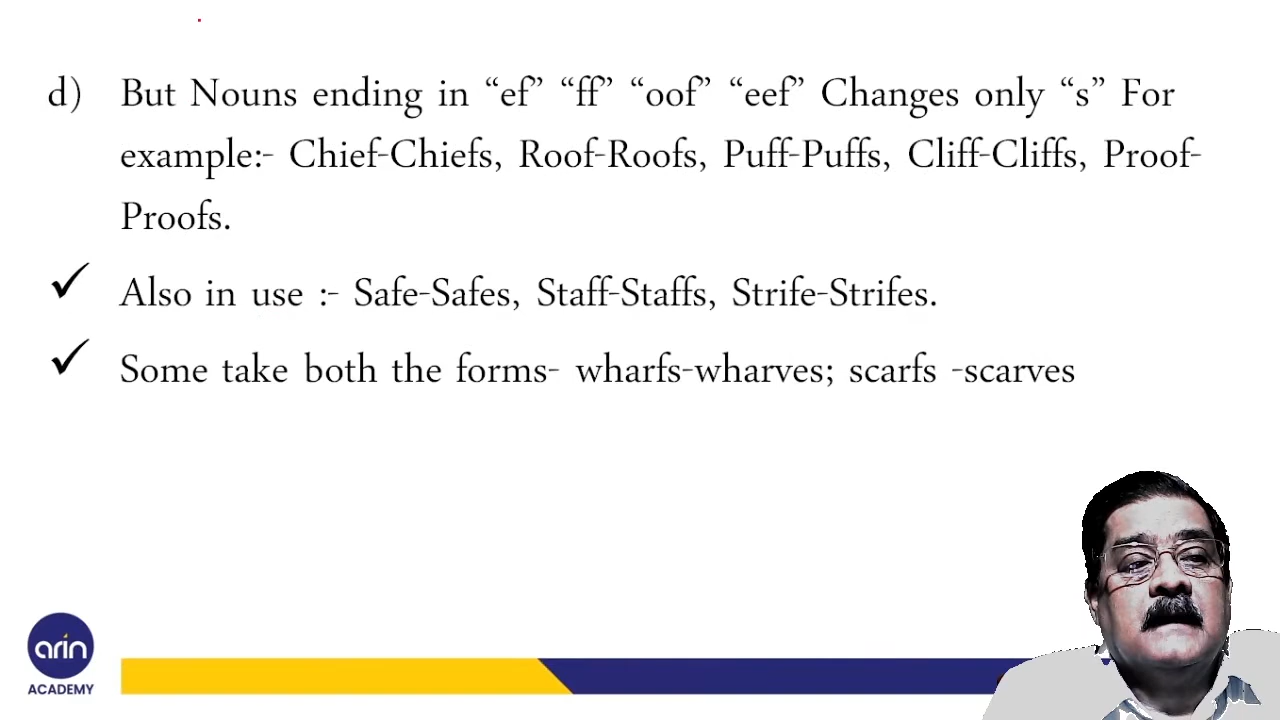 d) But Nouns ending in “ef” “ff” “oof” “eef” Changes only “s” For
example:- Chief-Chiefs, Roof-Roofs, Puff-Puffs, Cliff-Cliffs, Proof-
Proofs.
✓ Also in use :- Safe-Safes, Staff-Staffs, Strife-Strifes.
✓ Some take both the forms- wharfs-wharves; scarfs -scarves
arin
ACADEMY